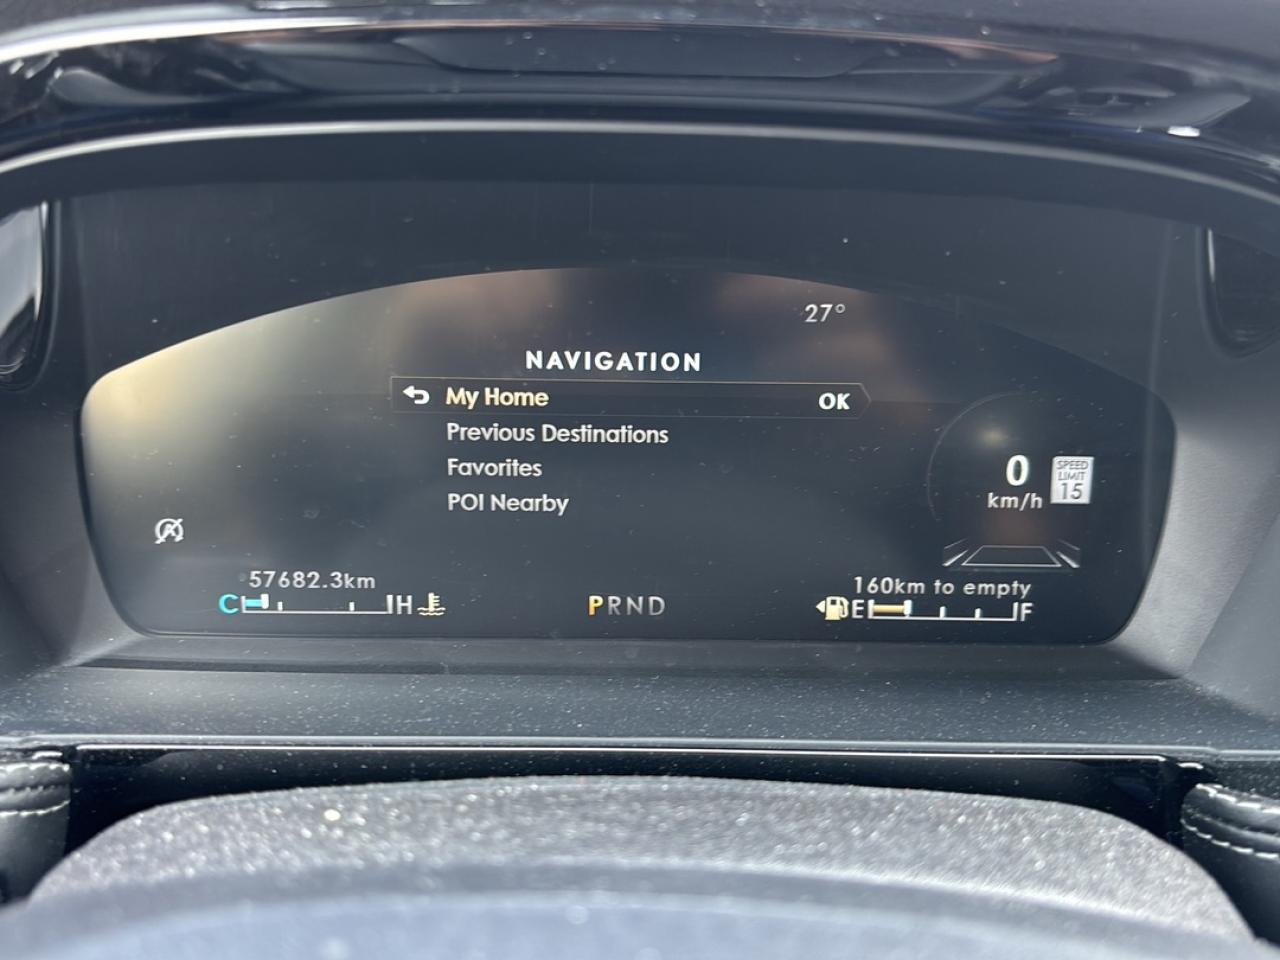 27°
NAVIGATION
My Home OK
Previous Destinations
Favorites
POI Nearby
0
km/h
SPEED
LIMIT
15
A
57682.3km
C H
PRND
160km to empty
E F